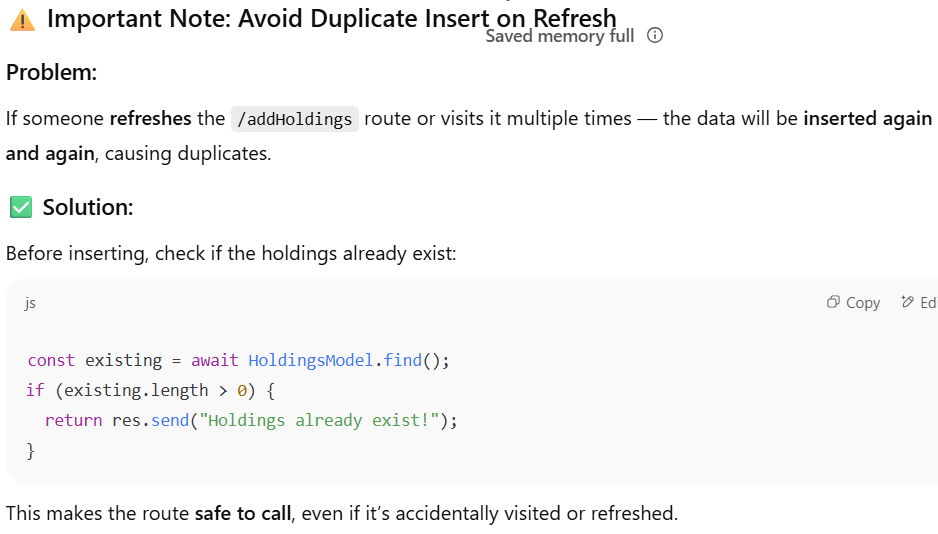 ⚠️ Important Note: Avoid Duplicate Insert on Refresh
Saved memory full ⓘ
Problem:
If someone refreshes the /addHoldings route or visits it multiple times — the data will be inserted again
and again, causing duplicates.
✅ Solution:
Before inserting, check if the holdings already exist:
js Copy Ed
const existing = await HoldingsModel.find();
if (existing.length > 0) {
  return res.send("Holdings already exist!");
}
This makes the route safe to call, even if it’s accidentally visited or refreshed.